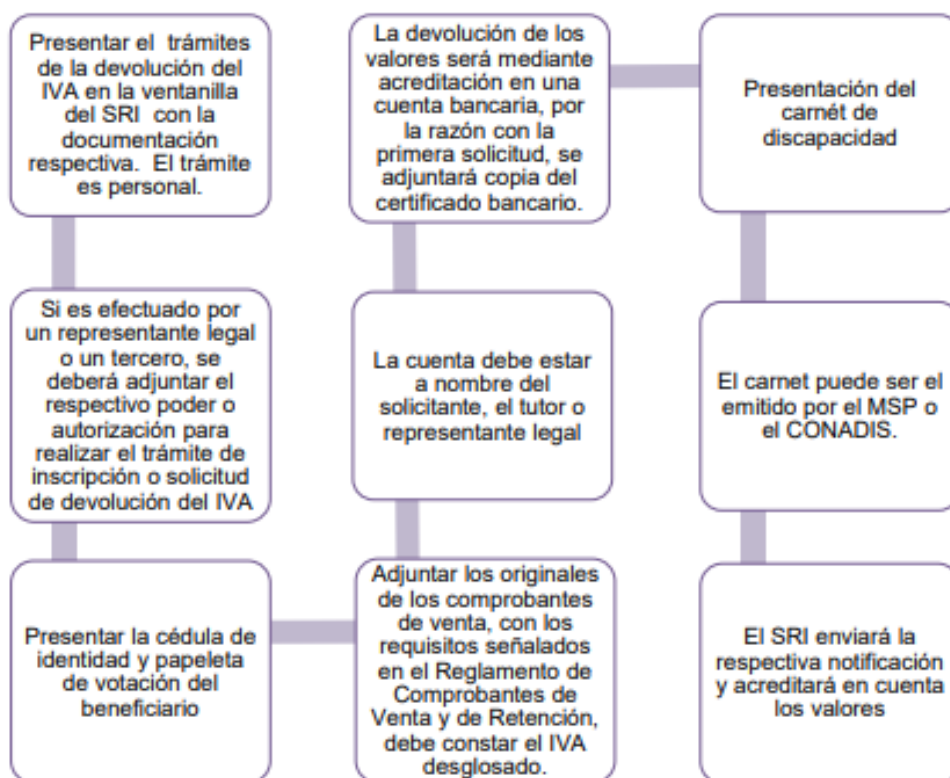 Presentar el trámites
de la devolución del
IVA en la ventanilla
del SRI con la
documentación
respectiva. El trámite
es personal.
Si es efectuado por
un representante legal
o un tercero, se
deberá adjuntar el
respectivo poder o
autorización para
realizar el trámite de
inscripción o solicitud
de devolución del IVA
Presentar la cédula de
identidad y papeleta
de votación del
beneficiario
Adjuntar los originales
de los comprobantes
de venta, con los
requisitos señalados
en el Reglamento de
Comprobantes de
Venta y de Retención,
debe constar el IVA
desglosado.
La cuenta debe estar
a nombre del
solicitante, el tutor o
representante legal
La devolución de los
valores será mediante
acreditación en una
cuenta bancaria, por
la razón con la
primera solicitud, se
adjuntará copia del
certificado bancario.
Presentación del
carnét de
discapacidad
El carnet puede ser el
emitido por el MSP o
el CONADIS.
El SRI enviará la
respectiva notificación
y acreditará en cuenta
los valores